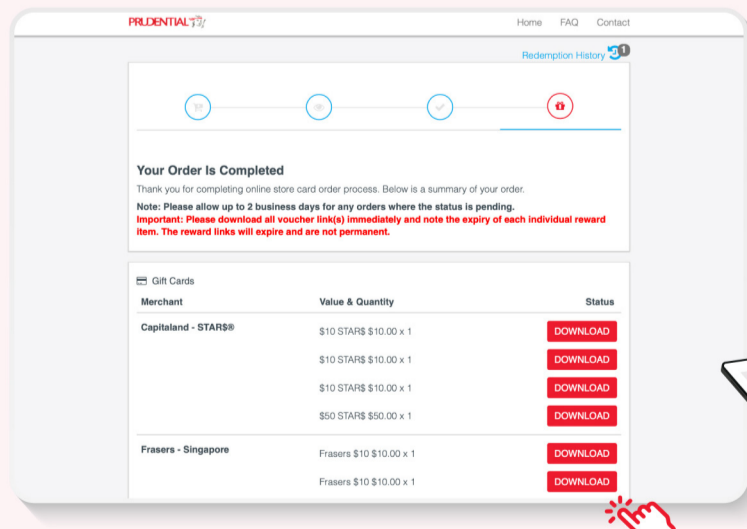 PRUDENTIAL
Home FAQ Contact
Redemption History 1
Your Order Is Completed
Thank you for completing online store card order process. Below is a summary of your order.
Note: Please allow up to 2 business days for any orders where the status is pending.
Important: Please download all voucher link(s) immediately and note the expiry of each individual reward
item. The reward links will expire and are not permanent.
Gift Cards
Merchant Value & Quantity Status
Capitaland - STAR$® $10 STAR$ $10.00 x 1 DOWNLOAD
$10 STAR$ $10.00 x 1 DOWNLOAD
$10 STAR$ $10.00 x 1 DOWNLOAD
$50 STAR$ $50.00 x 1 DOWNLOAD
Frasers - Singapore Frasers $10 $10.00 x 1 DOWNLOAD
Frasers $10 $10.00 x 1 DOWNLOAD